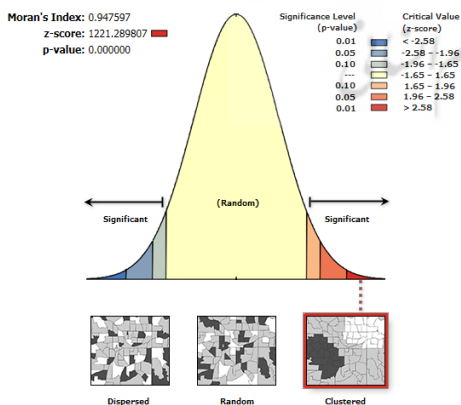 Moran's Index: 0.947597
z-score: 1221.289807
p-value: 0.000000
Significance Level
(p-value)
Critical Value
(z-score)
0.01 < -2.58
0.05 -2.58 – -1.96
0.10 -1.96 – -1.65
--- -1.65 – 1.65
0.10 1.65 – 1.96
0.05 1.96 – 2.58
0.01 > 2.58
Significant
(Random)
Significant
Dispersed
Random
Clustered